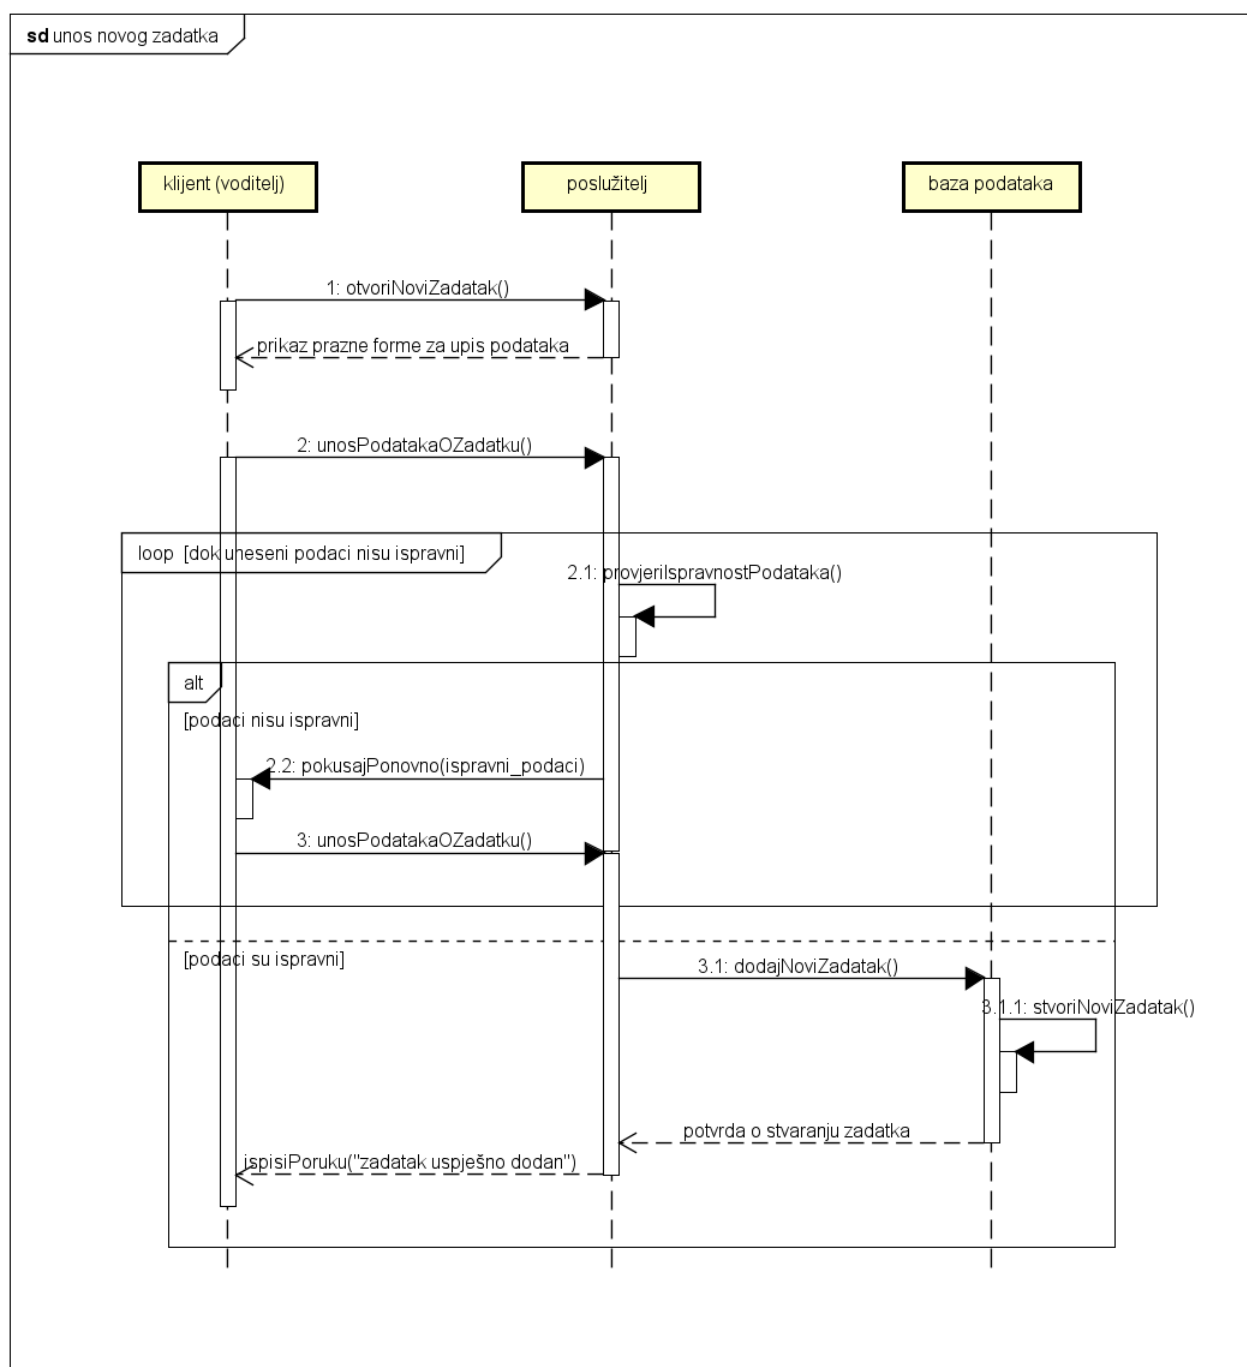 sd unos novog zadatka
klijent (voditelj)
poslužitelj
baza podataka
1: otvoriNoviZadatak()
prikaz prazne forme za upis podataka
2: unosPodatakaOZadatku()
loop [dok uneseni podaci nisu ispravni]
2.1: provjeriIspravnostPodataka()
alt
[podaci nisu ispravni]
2.2: pokusajPonovno(ispravni_podaci)
3: unosPodatakaOZadatku()
[podaci su ispravni]
3.1: dodajNoviZadatak()
3.1.1: stvoriNoviZadatak()
potvrda o stvaranju zadatka
ispisiPoruku("zadatak uspješno dodan")